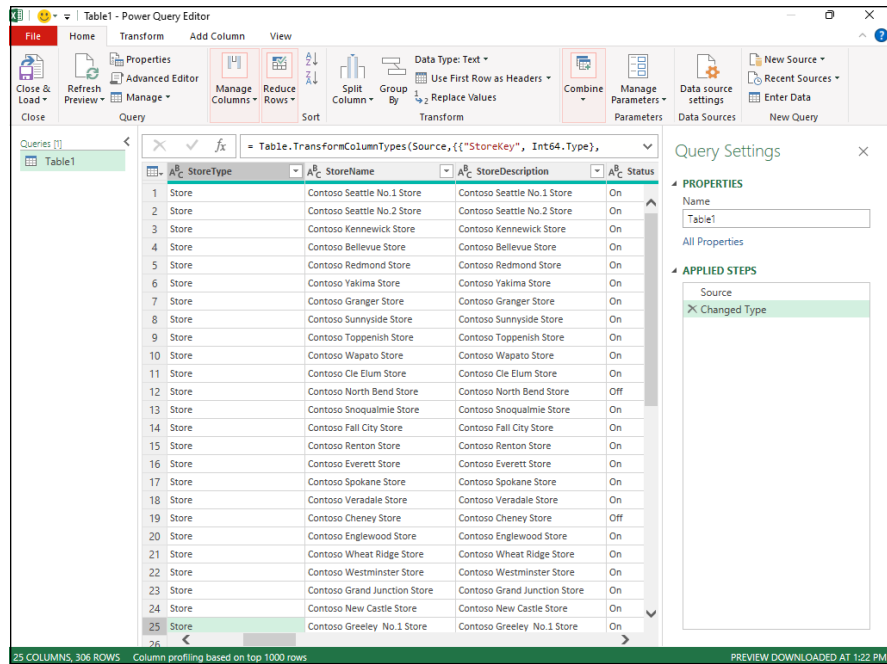 Table1 - Power Query Editor
File Home Transform Add Column View
Close & Load
Close
Refresh Preview
Properties
Advanced Editor
Manage
Query
Manage Columns
Reduce Rows
Sort
Split Column
Group By
Data Type: Text
Use First Row as Headers
Replace Values
Transform
Combine
Manage Parameters
Parameters
Data source settings
Data Sources
New Source
Recent Sources
Enter Data
New Query
Queries [1]
Table1
fx = Table.TransformColumnTypes(Source,{{"StoreKey", Int64.Type},
StoreType StoreName StoreDescription Status
1 Store Contoso Seattle No.1 Store Contoso Seattle No.1 Store On
2 Store Contoso Seattle No.2 Store Contoso Seattle No.2 Store On
3 Store Contoso Kennewick Store Contoso Kennewick Store On
4 Store Contoso Bellevue Store Contoso Bellevue Store On
5 Store Contoso Redmond Store Contoso Redmond Store On
6 Store Contoso Yakima Store Contoso Yakima Store On
7 Store Contoso Granger Store Contoso Granger Store On
8 Store Contoso Sunnyside Store Contoso Sunnyside Store On
9 Store Contoso Toppenish Store Contoso Toppenish Store On
10 Store Contoso Wapato Store Contoso Wapato Store On
11 Store Contoso Cle Elum Store Contoso Cle Elum Store On
12 Store Contoso North Bend Store Contoso North Bend Store Off
13 Store Contoso Snoqualmie Store Contoso Snoqualmie Store On
14 Store Contoso Fall City Store Contoso Fall City Store On
15 Store Contoso Renton Store Contoso Renton Store On
16 Store Contoso Everett Store Contoso Everett Store On
17 Store Contoso Spokane Store Contoso Spokane Store On
18 Store Contoso Veradale Store Contoso Veradale Store On
19 Store Contoso Cheney Store Contoso Cheney Store Off
20 Store Contoso Englewood Store Contoso Englewood Store On
21 Store Contoso Wheat Ridge Store Contoso Wheat Ridge Store On
22 Store Contoso Westminster Store Contoso Westminster Store On
23 Store Contoso Grand Junction Store Contoso Grand Junction Store On
24 Store Contoso New Castle Store Contoso New Castle Store On
25 Store Contoso Greeley No.1 Store Contoso Greeley No.1 Store On
26
Query Settings
PROPERTIES
Name
Table1
All Properties
APPLIED STEPS
Source
Changed Type
25 COLUMNS, 306 ROWS Column profiling based on top 1000 rows PREVIEW DOWNLOADED AT 1:22 PM